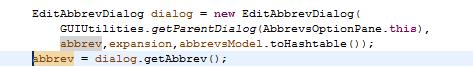 EditAbbrevDialog dialog = new EditAbbrevDialog(
GUIUtilities.getParentDialog(AbbrevsOptionPane.this),
abbrev,expansion,abbrevsModel.toHashtable());
abbrev = dialog.getAbbrev();